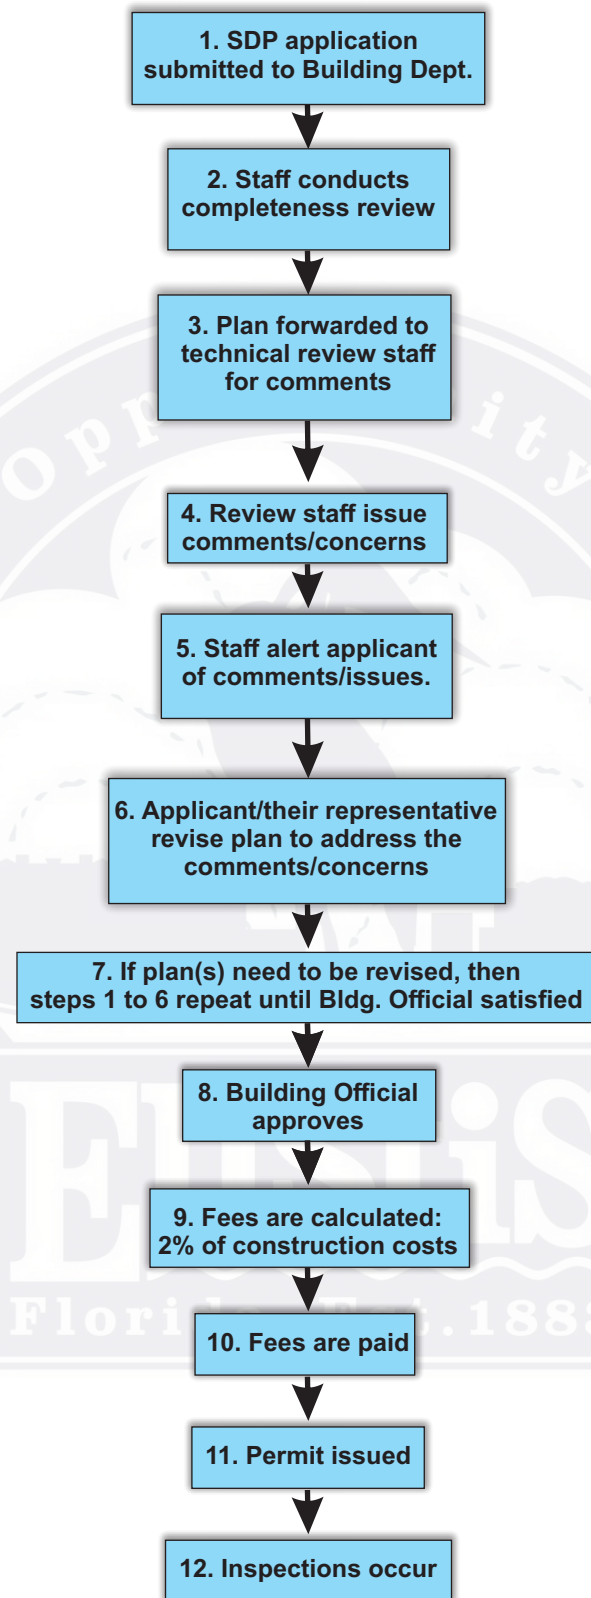 1. SDP application
submitted to Building Dept.
2. Staff conducts
completeness review
3. Plan forwarded to
technical review staff
for comments
4. Review staff issue
comments/concerns
5. Staff alert applicant
of comments/issues.
6. Applicant/their representative
revise plan to address the
comments/concerns
7. If plan(s) need to be revised, then
steps 1 to 6 repeat until Bldg. Official satisfied
8. Building Official
approves
EustiS
9. Fees are calculated:
2% of construction costs
10. Fees are paid
11. Permit issued
12. Inspections occur